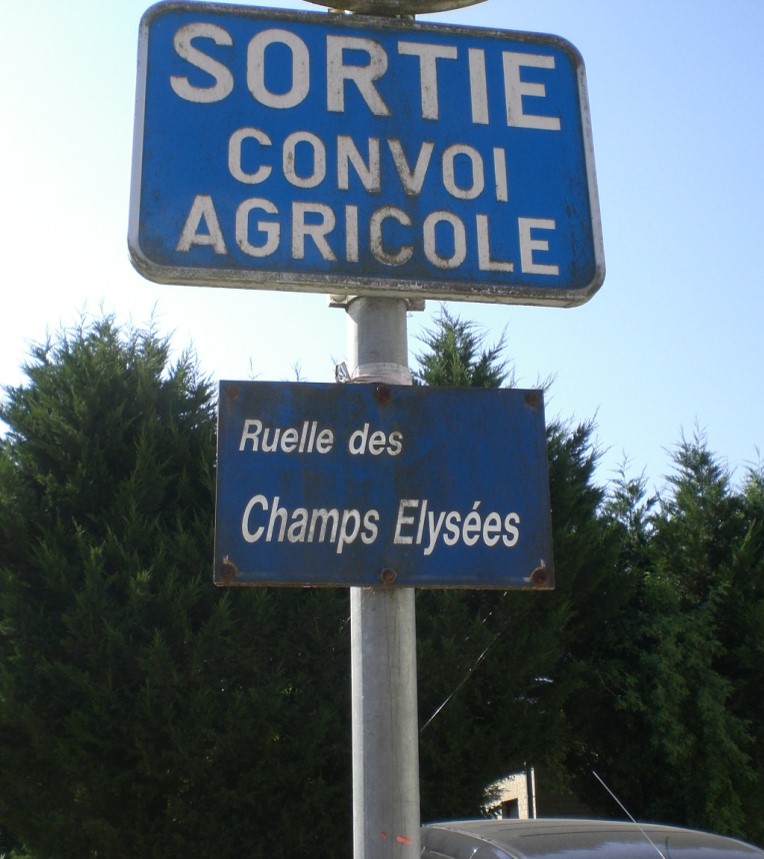 SORTIE
CONVOI
AGRICOLE
Ruelle des
Champs Elysées